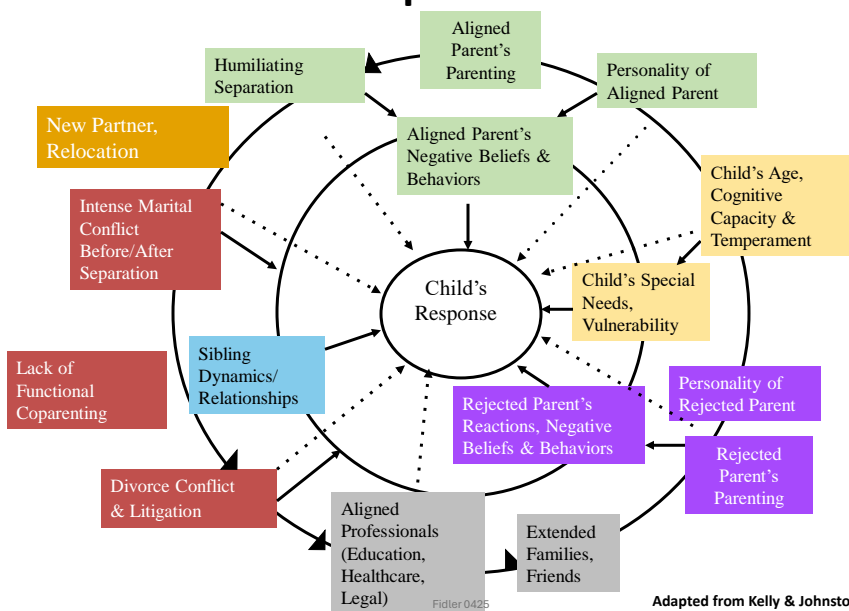 Aligned
Parent's
Parenting
Humiliating
Separation
Personality of
Aligned Parent
New Partner,
Relocation
Aligned Parent's
Negative Beliefs &
Behaviors
Child's Age,
Cognitive
Capacity &
Temperament
Intense Marital
Conflict
Before/After
Separation
Child's
Response
Child's Special
Needs,
Vulnerability
Sibling
Dynamics/
Relationships
Lack of
Functional
Coparenting
Personality of
Rejected Parent
Rejected Parent's
Reactions, Negative
Beliefs & Behaviors
Rejected
Parent's
Parenting
Divorce Conflict
& Litigation
Aligned
Professionals
(Education,
Healthcare,
Legal)
Extended
Families,
Friends
Fidler 0425
Adapted from Kelly & Johnsto